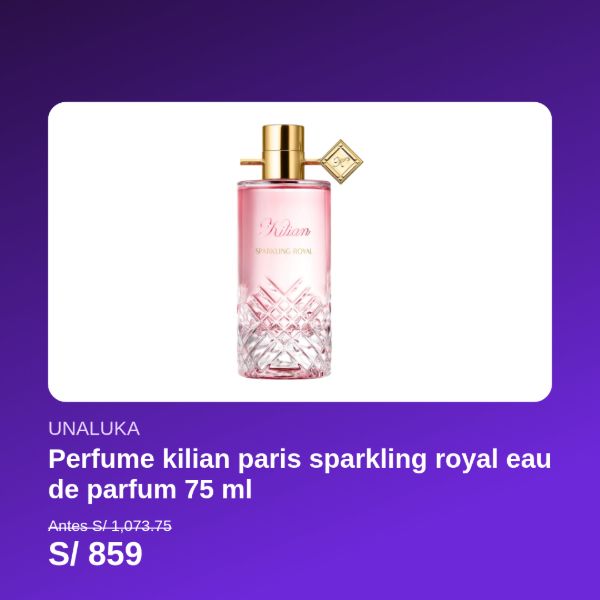 Kilian
SPARKLING ROYAL
UNALUKA
Perfume kilian paris sparkling royal eau
de parfum 75 ml
Antes S/ 1,073.75
S/ 859